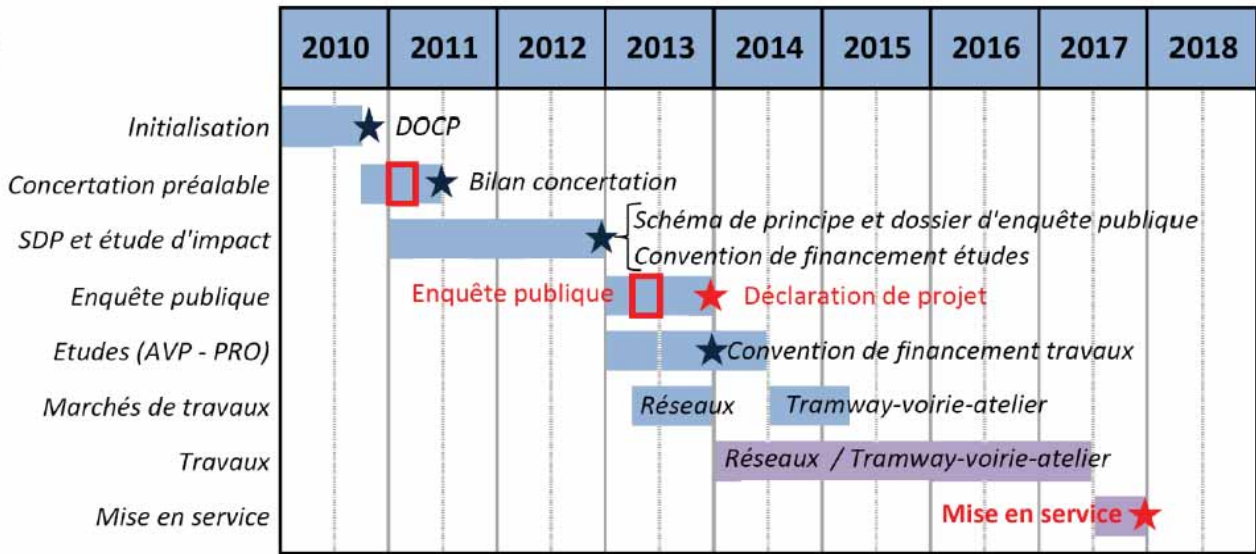 2010 2011 2012 2013 2014 2015 2016 2017 2018
Initialisation DOCP
Concertation préalable Bilan concertation
SDP et étude d'impact Schéma de principe et dossier d'enquête publique
Convention de financement études
Enquête publique Enquête publique Déclaration de projet
Etudes (AVP - PRO) Convention de financement travaux
Marchés de travaux Réseaux Tramway-voirie-atelier
Travaux Réseaux / Tramway-voirie-atelier
Mise en service Mise en service